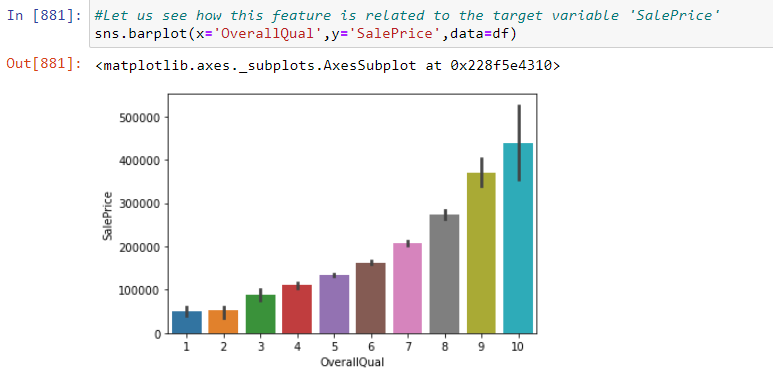 In [881]: #Let us see how this feature is related to the target variable 'SalePrice'
sns.barplot(x='OverallQual',y='SalePrice',data=df)
Out[881]: <matplotlib.axes._subplots.AxesSubplot at 0x228f5e4310>
500000
400000
300000
200000
100000
0
SalePrice
1 2 3 4 5 6 7 8 9 10
OverallQual